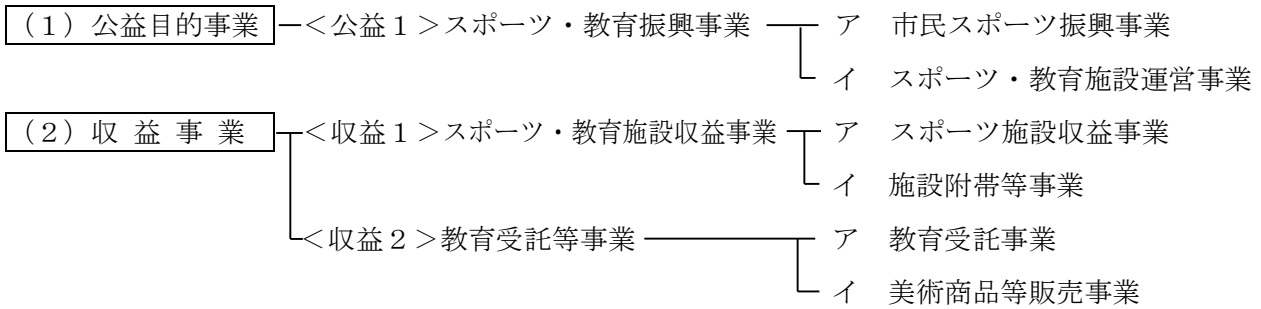 (1)公益目的事業 <公益1>スポーツ・教育振興事業 ア 市民スポーツ振興事業
イ スポーツ・教育施設運営事業
(2)収 益 事 業 <収益1>スポーツ・教育施設収益事業 ア スポーツ施設収益事業
イ 施設附帯等事業
<収益2>教育受託等事業 ア 教育受託事業
イ 美術商品等販売事業